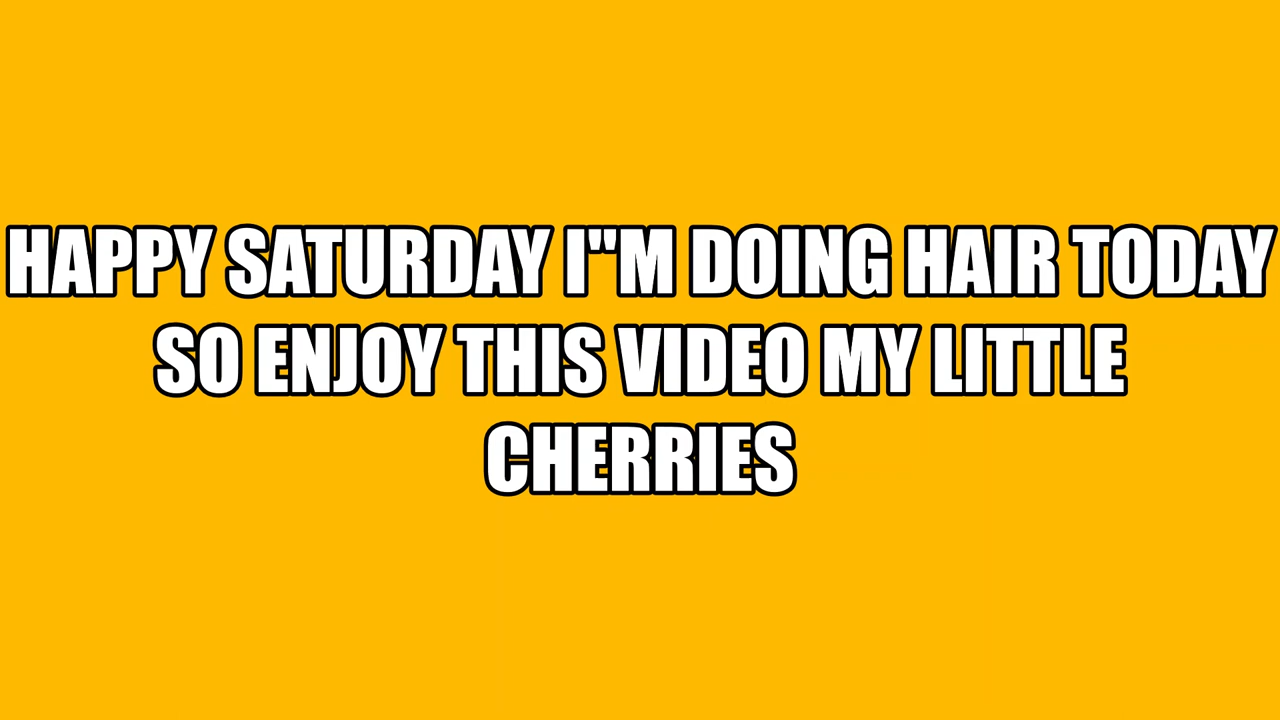 HAPPY SATURDAY I"M DOING HAIR TODAY
SO ENJOY THIS VIDEO MY LITTLE
CHERRIES